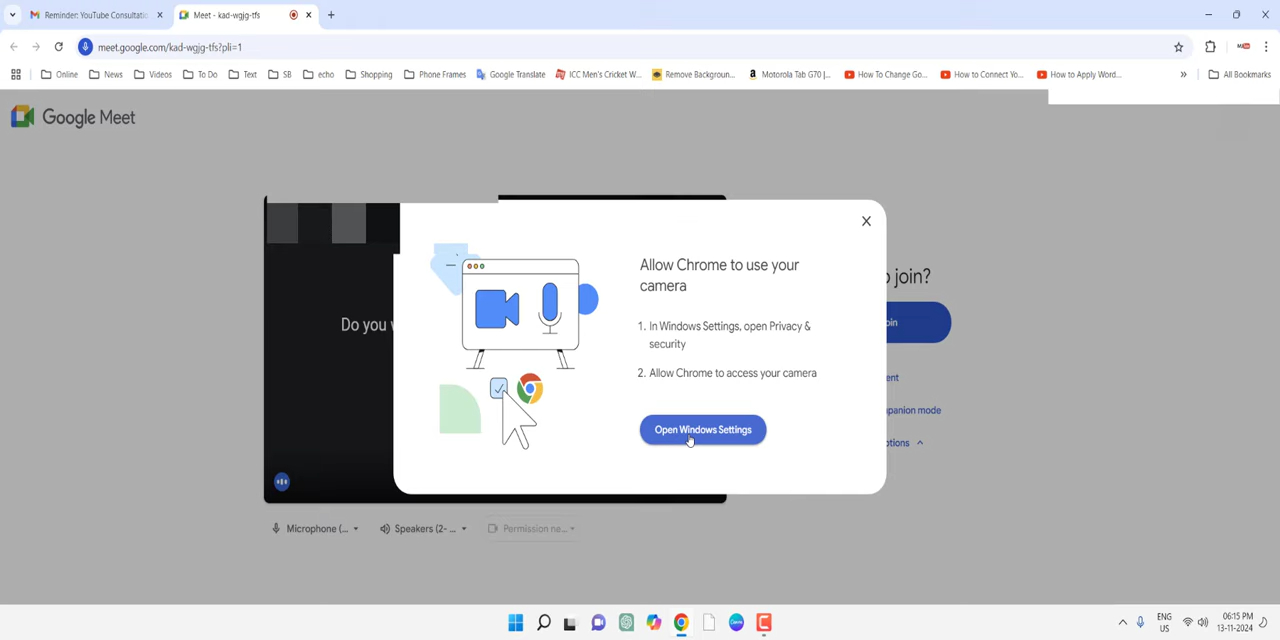 Reminder: YouTube Consultati
Meet - kad-wgjg-tfs
meet.google.com/kad-wgjg-tfs?pli=1
Online
News
Videos
To Do
Text
SB
echo
Shopping
Phone Frames
Google Translate
ICC Men's Cricket W...
Remove Backgroun...
Motorola Tab G70 |...
How To Change Go...
How to Connect Yo...
How to Apply Word...
All Bookmarks
Google Meet
Do you
Allow Chrome to use your
camera
1. In Windows Settings, open Privacy &
security
2. Allow Chrome to access your camera
Open Windows Settings
o join?
oin
ent
panion mode
ptions
Microphone (...
Speakers (2- ...
Permission ne...
ENG
US
06:15 PM
13-11-2024